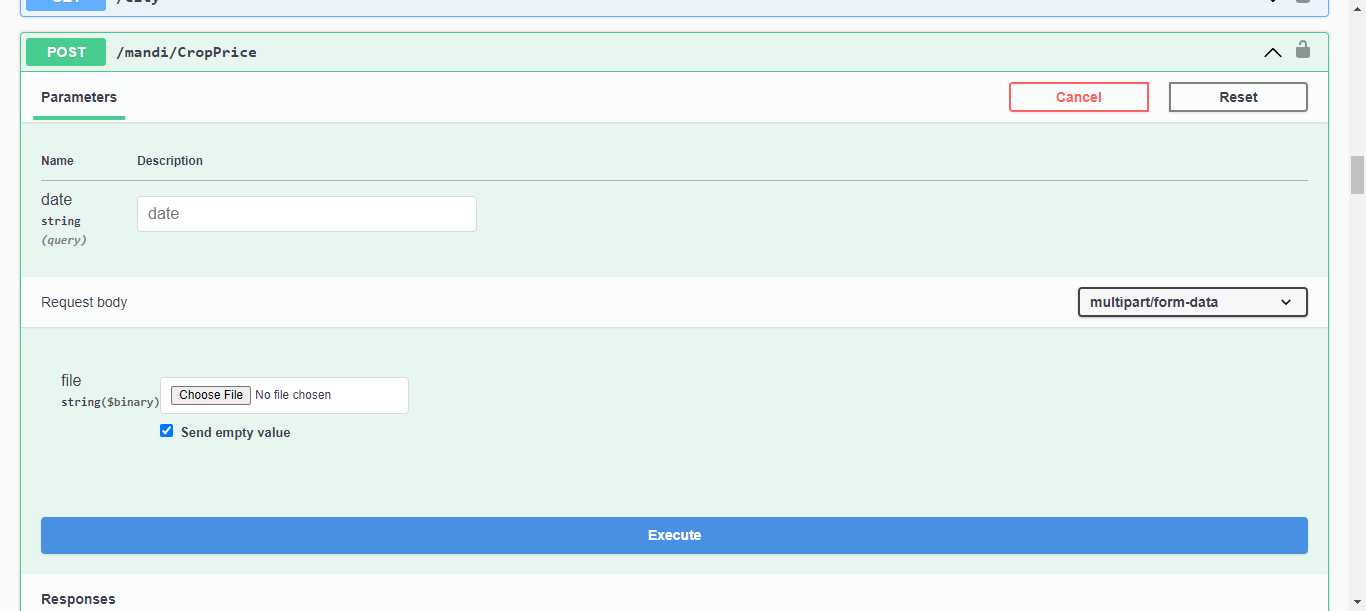 POST /mandi/CropPrice
Parameters
Cancel
Reset
Name Description
date
string
(query)
date
Request body
multipart/form-data
file
string($binary)
Choose File No file chosen
Send empty value
Execute
Responses